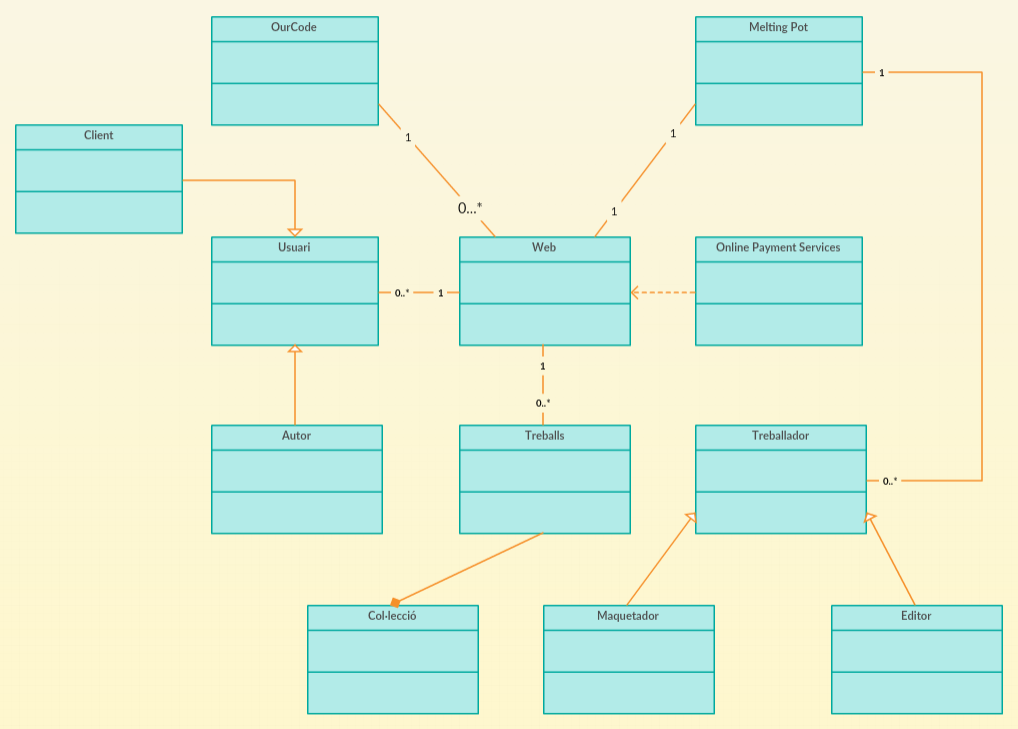 OurCode
Melting Pot
1
Client
1
1
0...*
1
Usuari
Web
Online Payment Services
0..*
1
1
0..*
Autor
Treballs
Treballador
0..*
Col·lecció
Maquetador
Editor